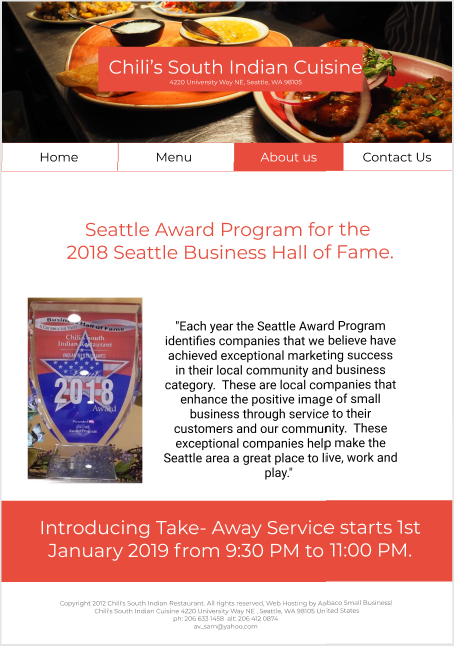 Chili's South Indian Cuisine
4220 University Way NE, Seattle, WA 98105
Home
Menu
About us
Contact Us
Seattle Award Program for the
2018 Seattle Business Hall of Fame.
Business Hall of Fame
Chili's South
Indian Restaurant
INDIAN RESTAURANTS
2018
Award
"Each year the Seattle Award Program
identifies companies that we believe have
achieved exceptional marketing success
in their local community and business
category. These are local companies that
enhance the positive image of small
business through service to their
customers and our community. These
exceptional companies help make the
Seattle area a great place to live, work and
play."
Introducing Take- Away Service starts 1st
January 2019 from 9:30 PM to 11:00 PM.
Copyright 2012 Chili's South Indian Restaurant. All rights reserved, Web Hosting by Aabaco Small Business!
Chili's South Indian Cuisine 4220 University Way NE , Seattle, WA 98105 United States
ph: 206 633 1458 alt: 206 412 0874
av_sam@yahoo.com